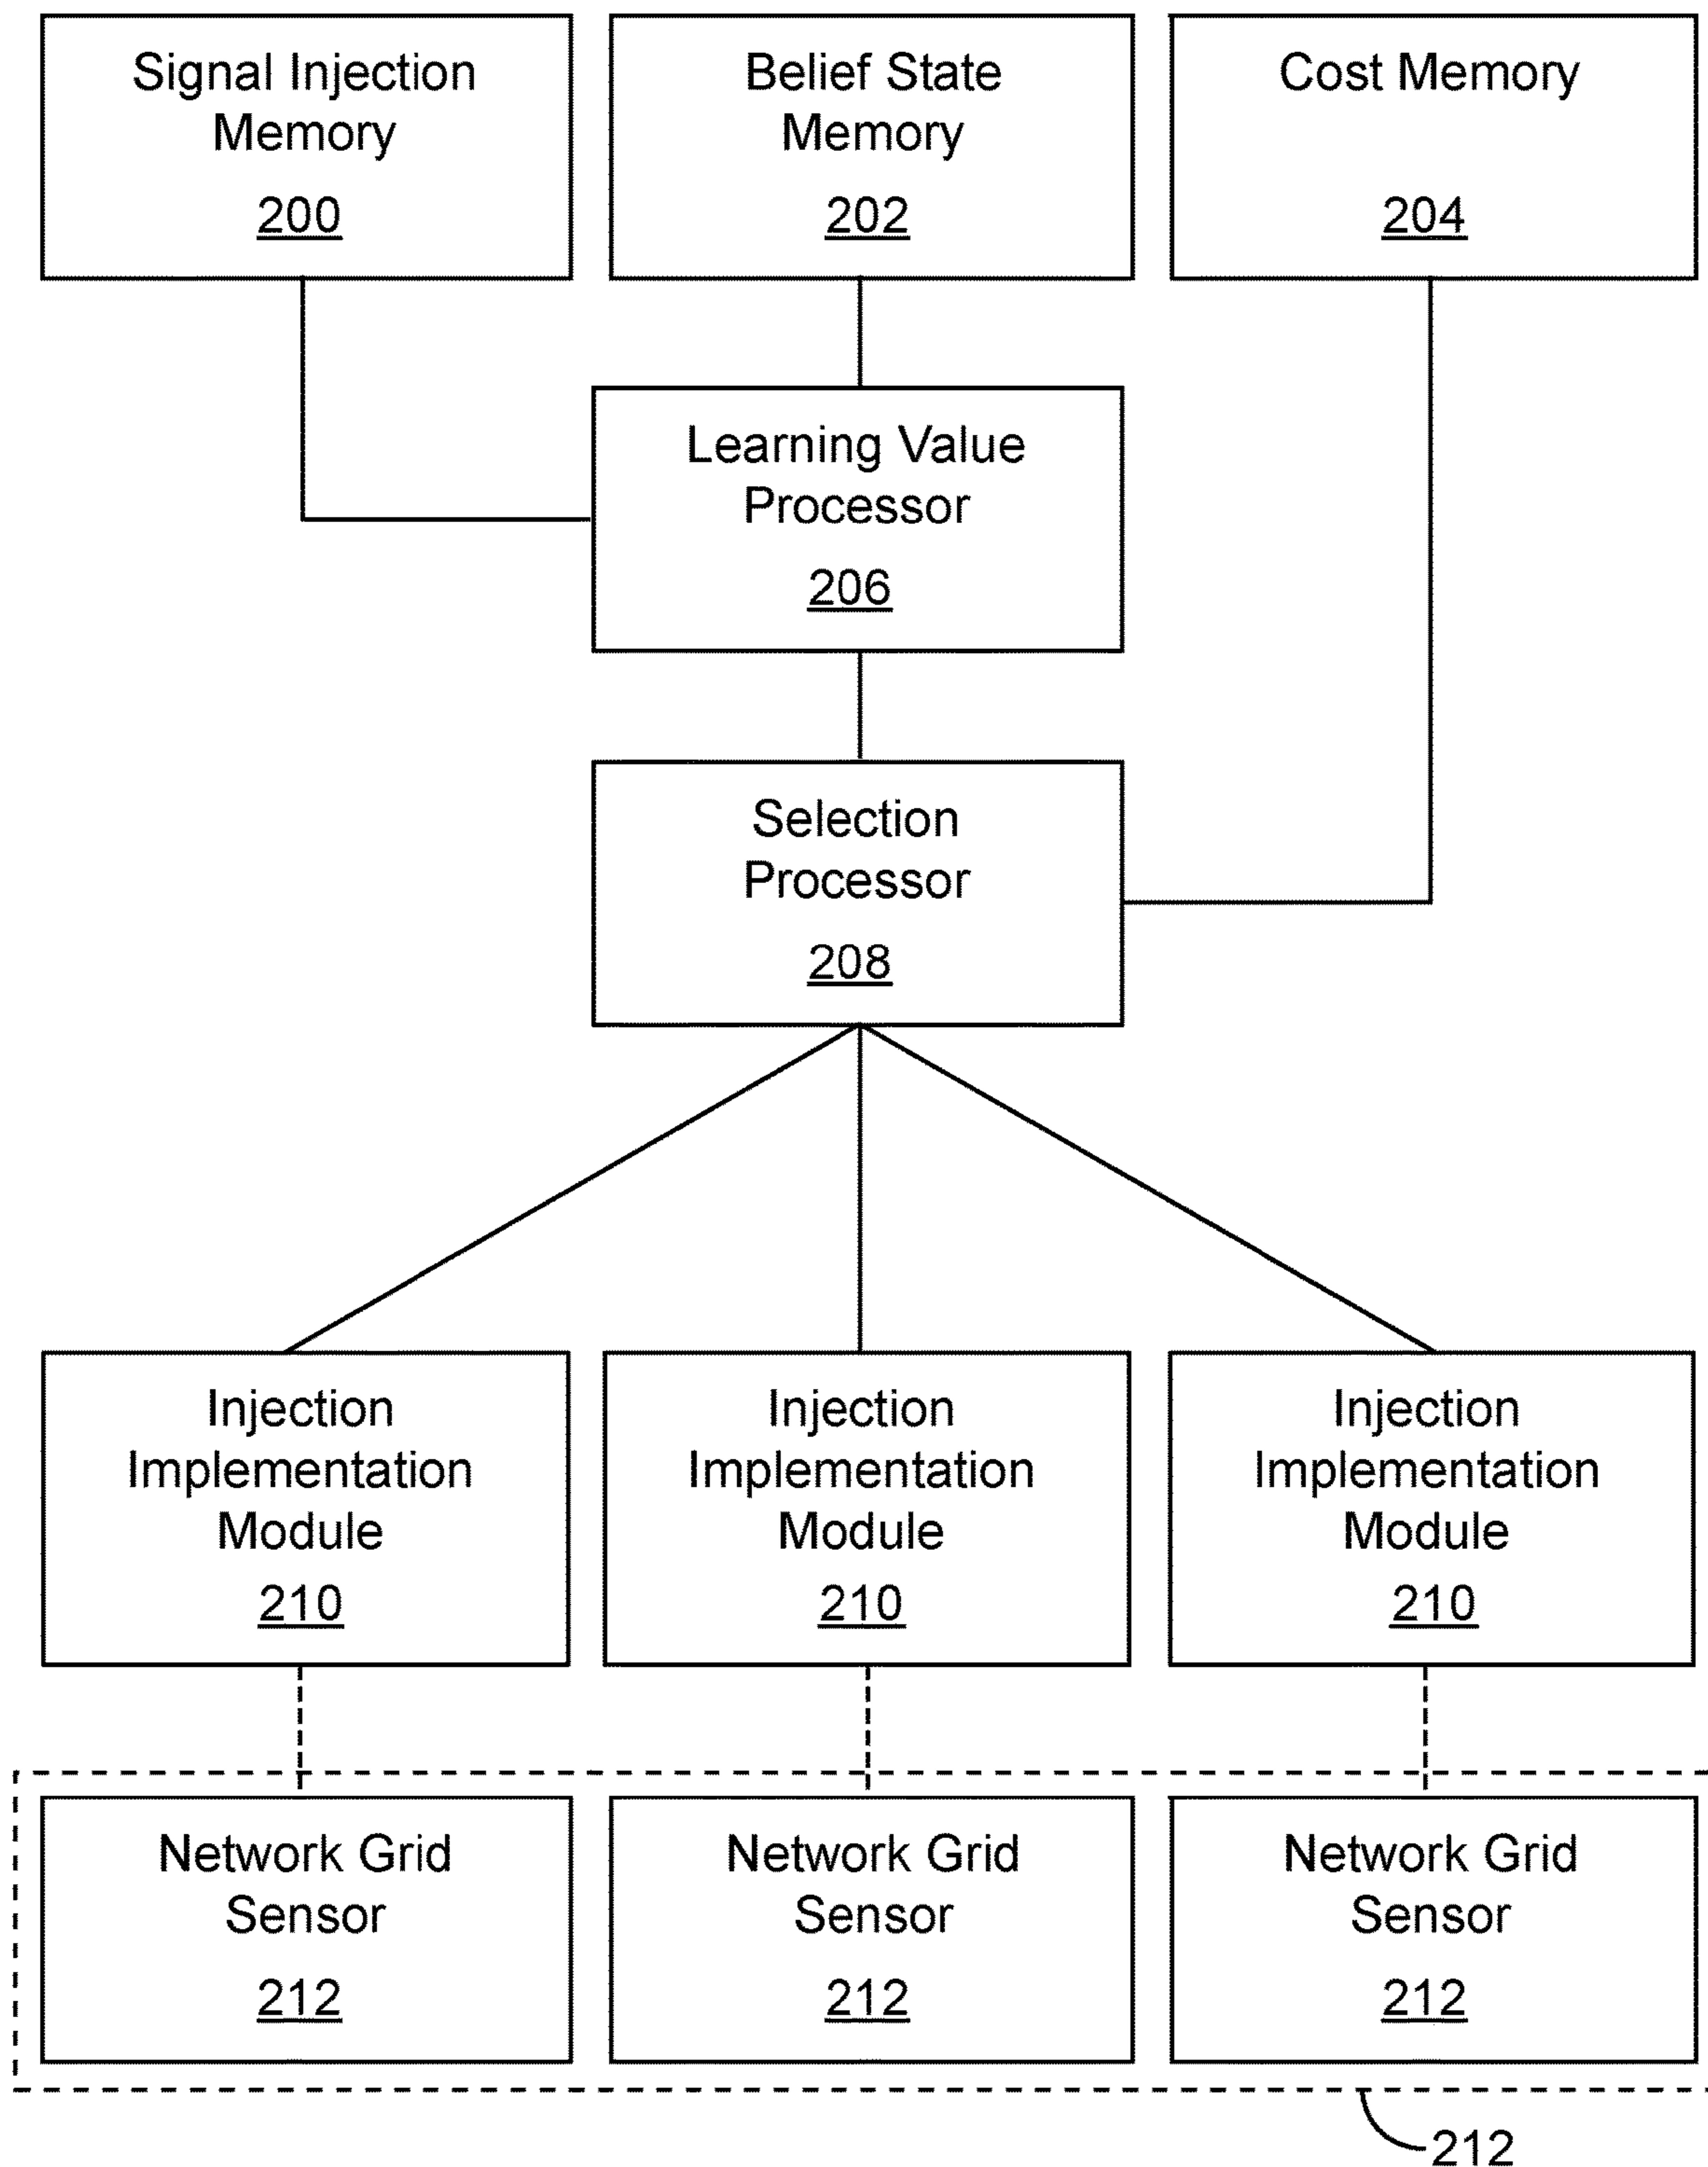 Signal Injection
Memory
200
Belief State
Memory
202
Cost Memory
204
Learning Value
Processor
206
Selection
Processor
208
Injection
Implementation
Module
210
Injection
Implementation
Module
210
Injection
Implementation
Module
210
Network Grid
Sensor
212
Network Grid
Sensor
212
Network Grid
Sensor
212
212